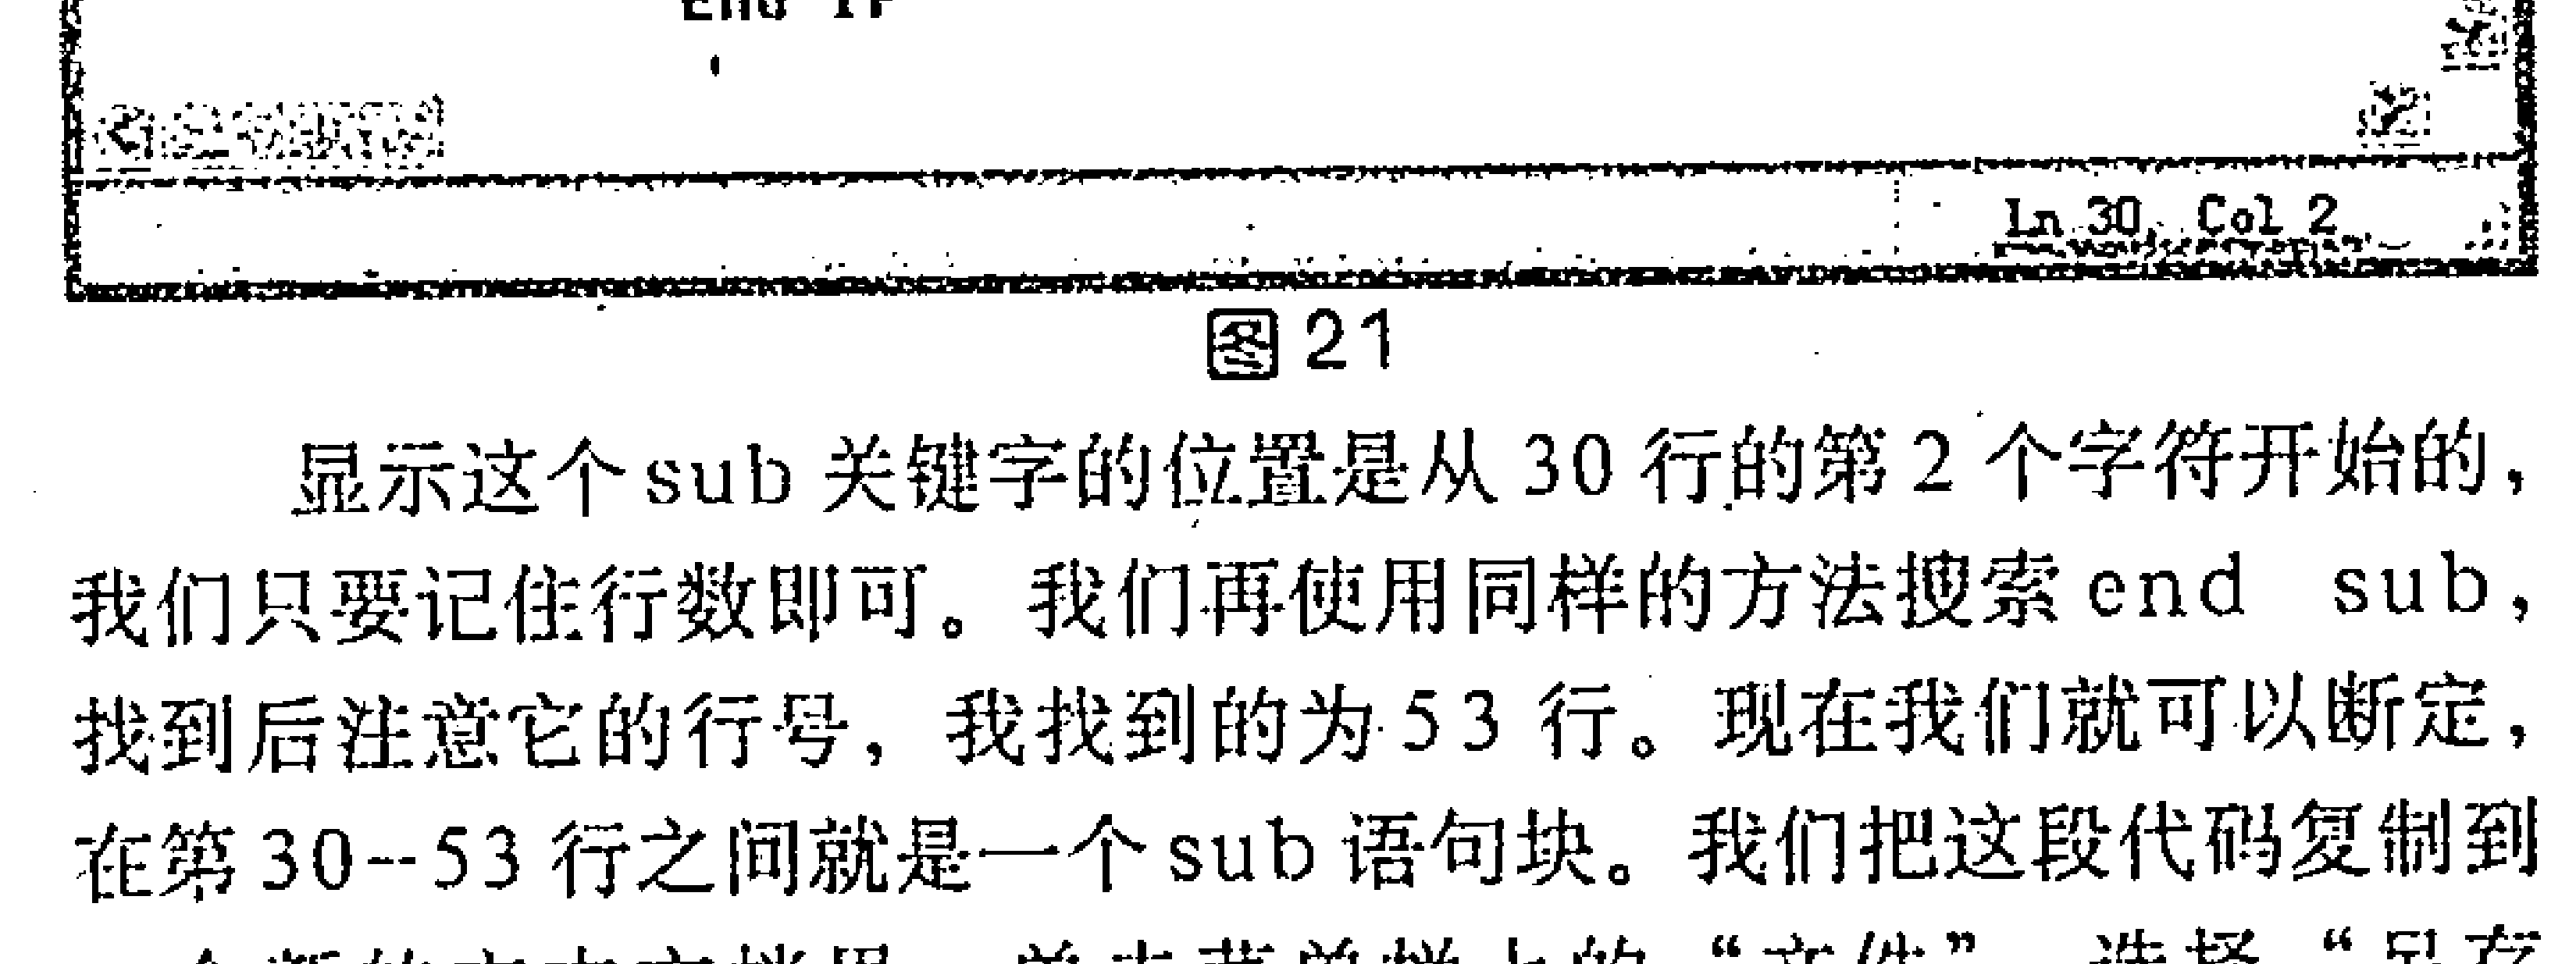 End If
Ln 30, Col 2
图21
显示这个sub关键字的位置是从30行的第2个字符开始的，
我们只要记住行数即可。我们再使用同样的方法搜索end sub，
找到后注意它的行号，我找到的为53行。现在我们就可以断定，
在第30--53行之间就是一个sub语句块。我们把这段代码复制到